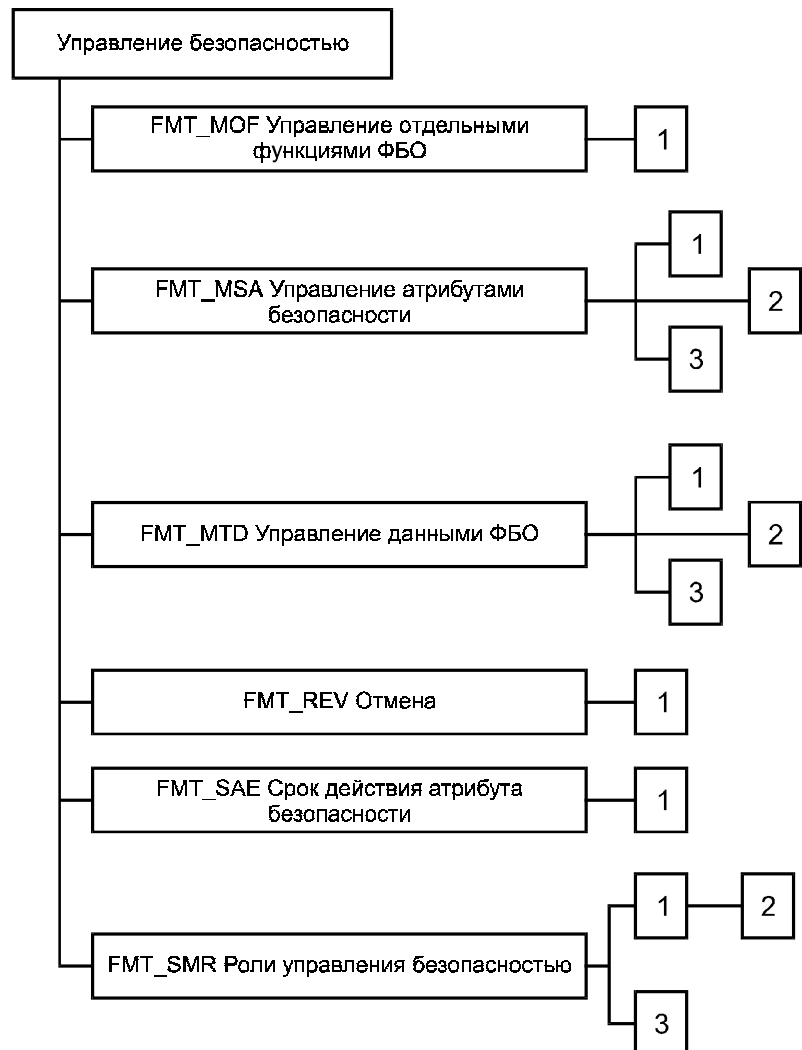 Управление безопасностью
FMT_MOF Управление отдельными
функциями ФБО
1
FMT_MSA Управление атрибутами
безопасности
1
2
3
FMT_MTD Управление данными ФБО
1
2
3
FMT_REV Отмена
1
FMT_SAE Срок действия атрибута
безопасности
1
FMT_SMR Роли управления безопасностью
1
2
3